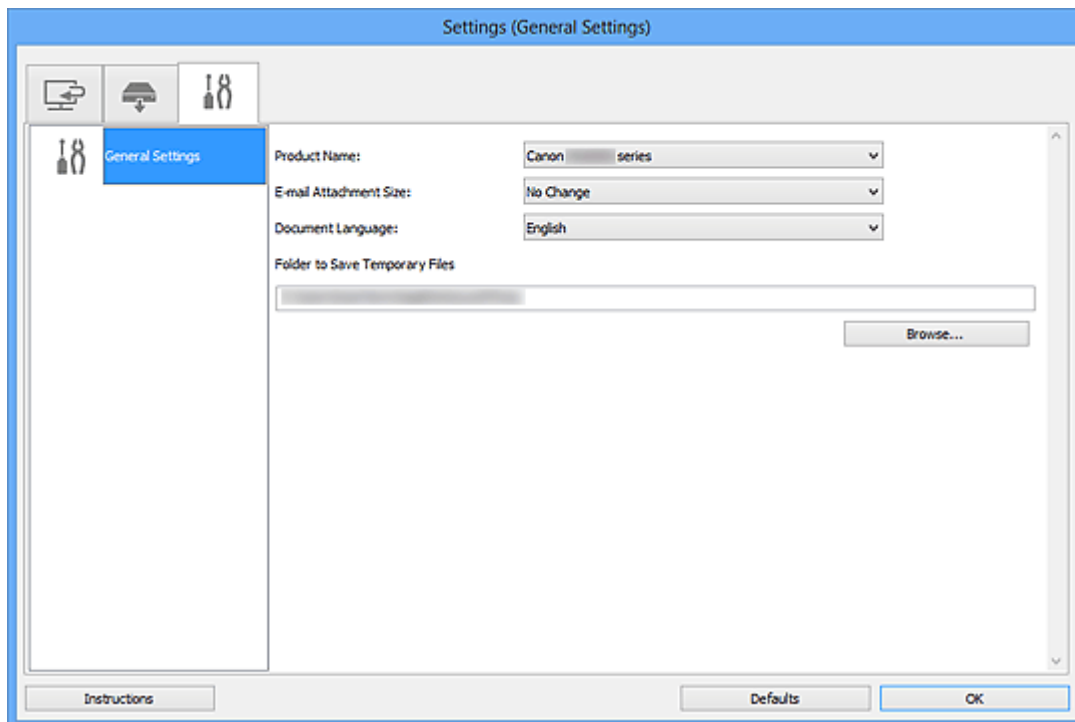 Settings (General Settings)
General Settings
Product Name:
Canon series
E-mail Attachment Size:
No Change
Document Language:
English
Folder to Save Temporary Files
Browse...
Instructions
Defaults
OK